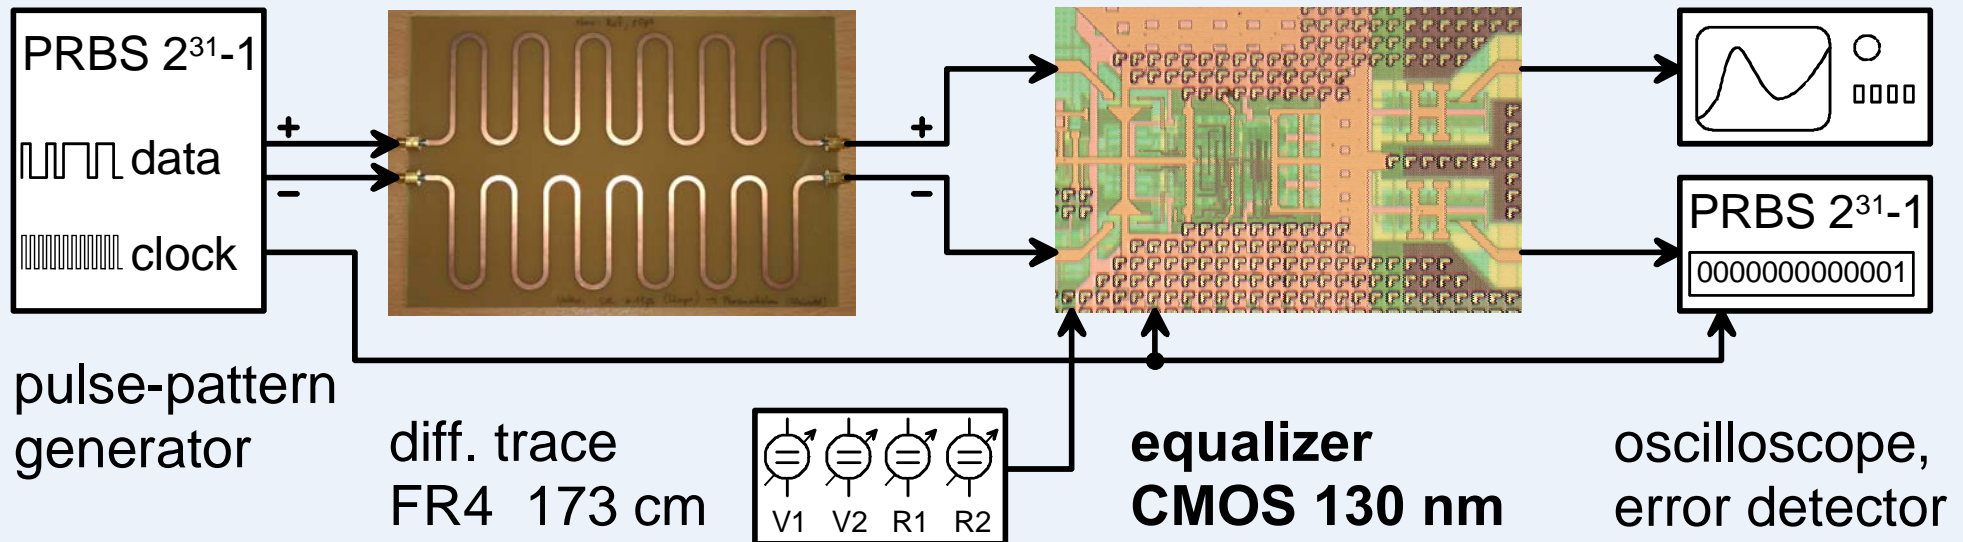 PRBS 2³¹-1
data
clock
+
−
+
−
PRBS 2³¹-1
0000000000001
pulse-pattern
generator
diff. trace
FR4 173 cm
V1 V2 R1 R2
equalizer
CMOS 130 nm
oscilloscope,
error detector